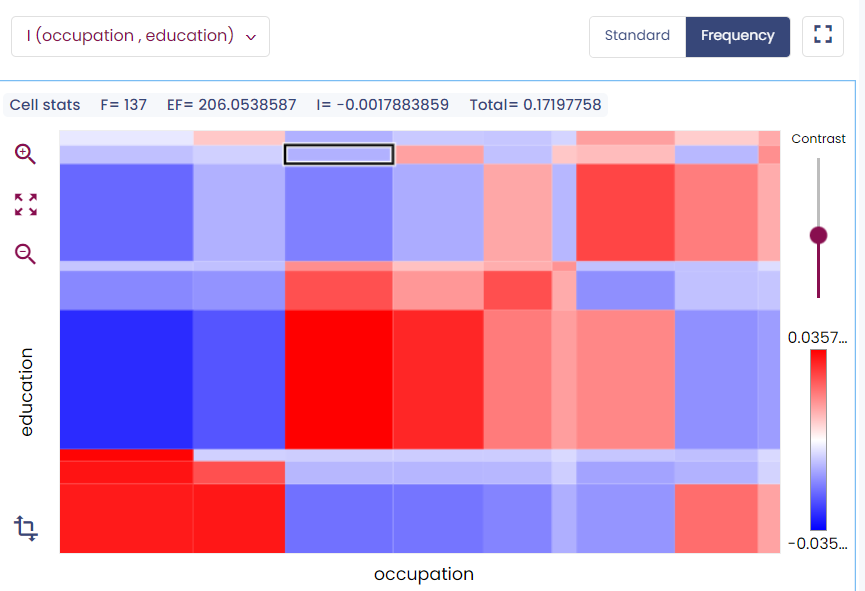 I (occupation , education)
Standard
Frequency
Cell stats F= 137 EF= 206.0538587 I= -0.0017883859 Total= 0.17197758
Contrast
0.0357...
-0.035...
education
occupation